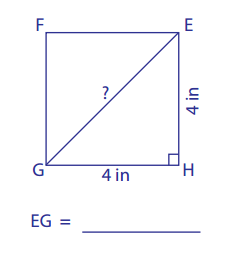 F E
?
4 in
G H
4 in
EG =